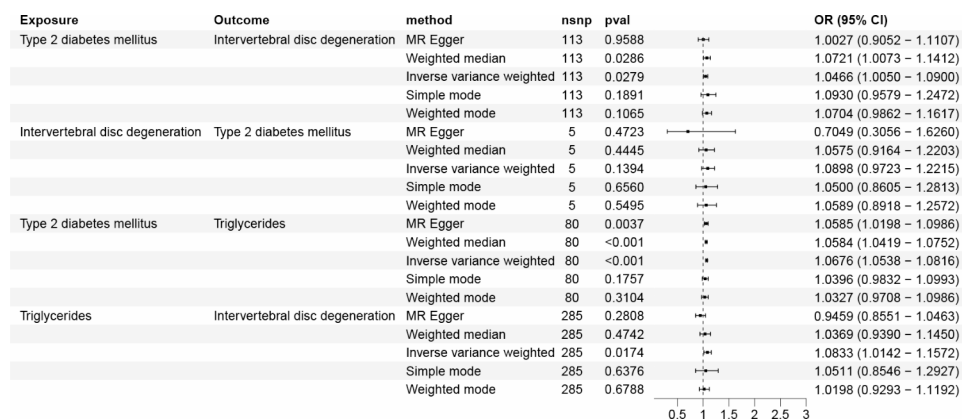 Exposure Outcome method nsnp pval OR (95% CI)
Type 2 diabetes mellitus Intervertebral disc degeneration MR Egger 113 0.9588 1.0027 (0.9052 − 1.1107)
Weighted median 113 0.0286 1.0721 (1.0073 − 1.1412)
Inverse variance weighted 113 0.0279 1.0466 (1.0050 − 1.0900)
Simple mode 113 0.1891 1.0930 (0.9579 − 1.2472)
Weighted mode 113 0.1065 1.0704 (0.9862 − 1.1617)
Intervertebral disc degeneration Type 2 diabetes mellitus MR Egger 5 0.4723 0.7049 (0.3056 − 1.6260)
Weighted median 5 0.4445 1.0575 (0.9164 − 1.2203)
Inverse variance weighted 5 0.1394 1.0898 (0.9723 − 1.2215)
Simple mode 5 0.6560 1.0500 (0.8605 − 1.2813)
Weighted mode 5 0.5495 1.0589 (0.8918 − 1.2572)
Type 2 diabetes mellitus Triglycerides MR Egger 80 0.0037 1.0585 (1.0198 − 1.0986)
Weighted median 80 <0.001 1.0584 (1.0419 − 1.0752)
Inverse variance weighted 80 <0.001 1.0676 (1.0538 − 1.0816)
Simple mode 80 0.1757 1.0396 (0.9832 − 1.0993)
Weighted mode 80 0.3104 1.0327 (0.9708 − 1.0986)
Triglycerides Intervertebral disc degeneration MR Egger 285 0.2808 0.9459 (0.8551 − 1.0463)
Weighted median 285 0.4742 1.0369 (0.9390 − 1.1450)
Inverse variance weighted 285 0.0174 1.0833 (1.0142 − 1.1572)
Simple mode 285 0.6376 1.0511 (0.8546 − 1.2927)
Weighted mode 285 0.6788 1.0198 (0.9293 − 1.1192)
0.5 1 1.5 2 2.5 3